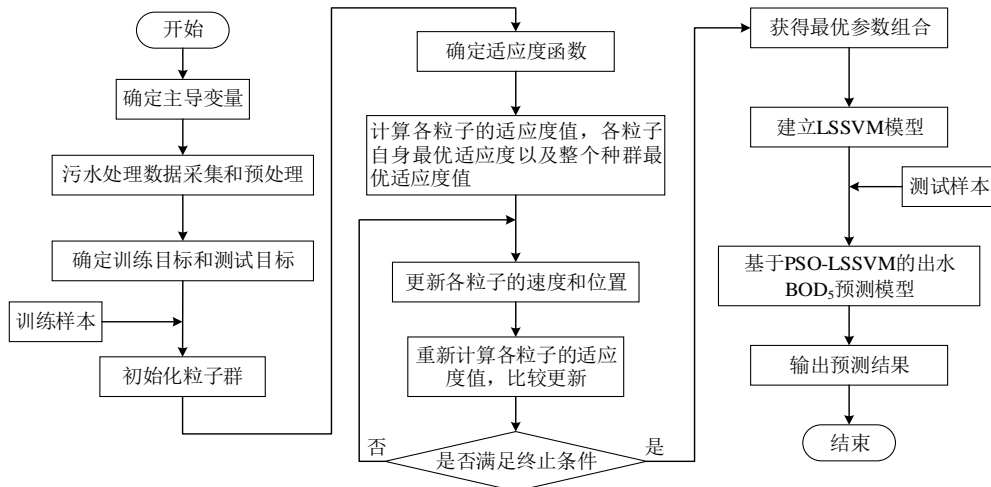 开始
确定主导变量
污水处理数据采集和预处理
确定训练目标和测试目标
训练样本
初始化粒子群
确定适应度函数
计算各粒子的适应度值，各粒子
自身最优适应度以及整个种群最
优适应度值
更新各粒子的速度和位置
重新计算各粒子的适应
度值，比较更新
否
是否满足终止条件
是
获得最优参数组合
建立LSSVM模型
测试样本
基于PSO-LSSVM的出水
BOD₅预测模型
输出预测结果
结束